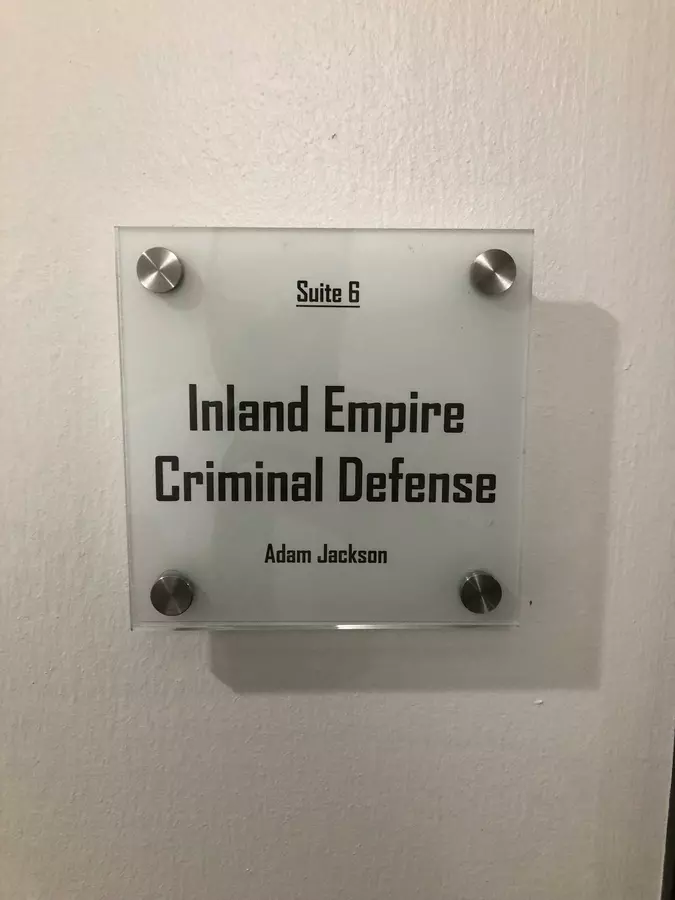 Suite 6
Inland Empire
Criminal Defense
Adam Jackson